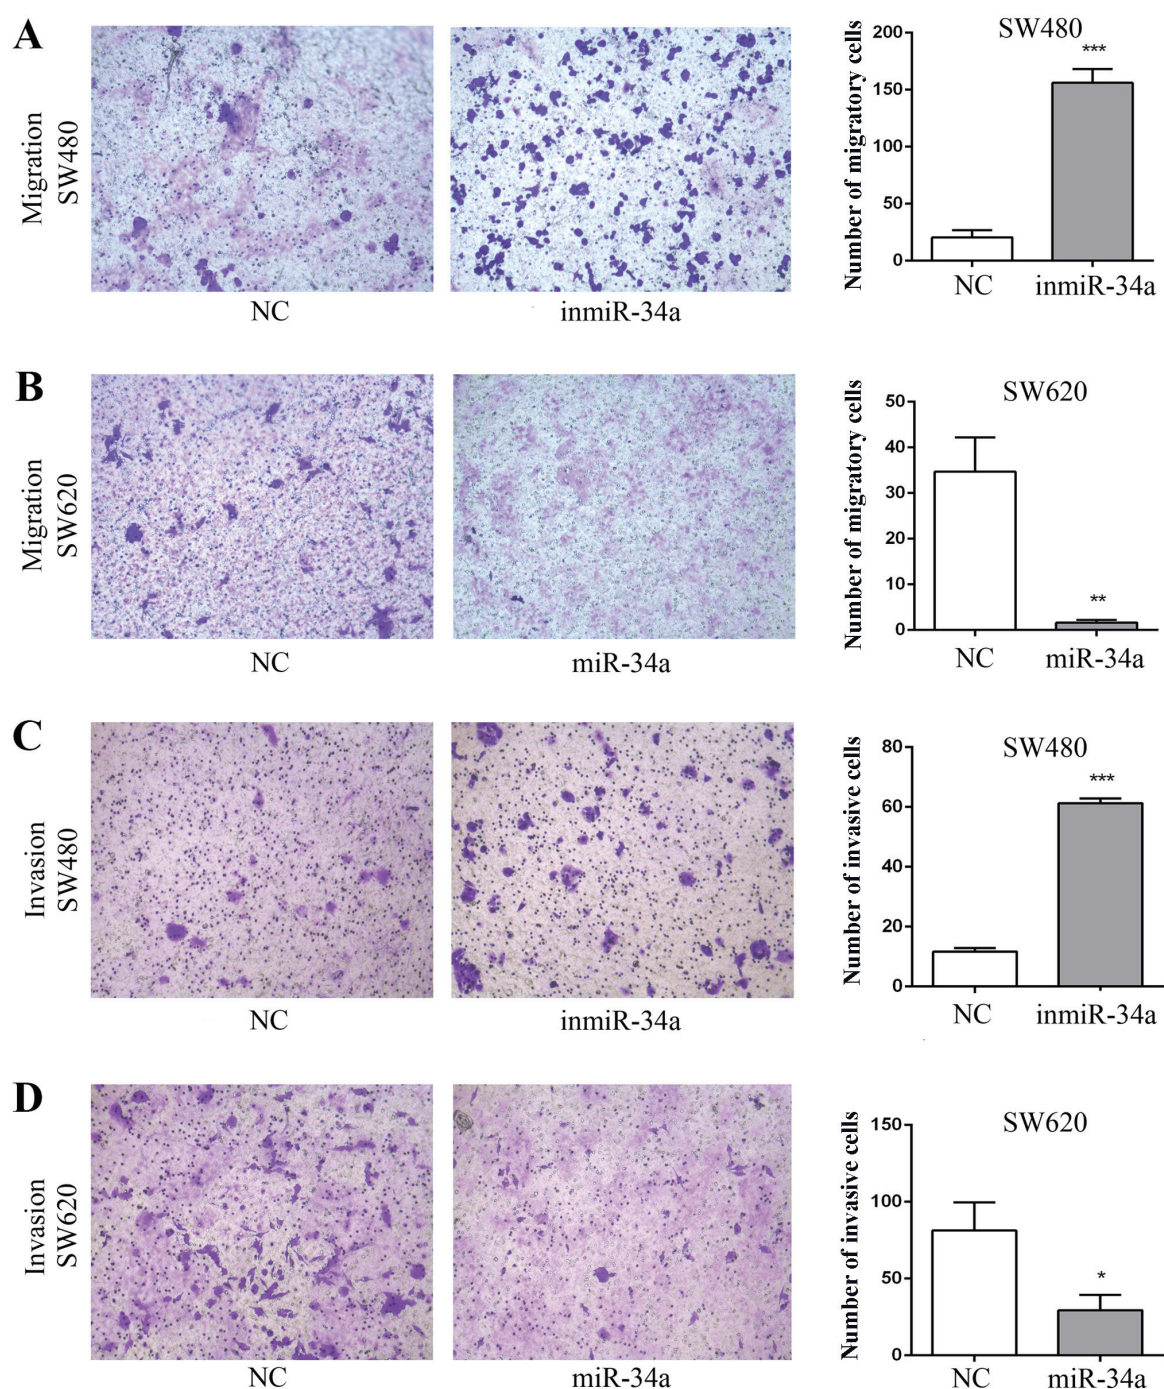 A
Migration
SW480
NC
inmiR-34a
SW480
Number of migratory cells
200
150
100
50
0
***
NC
inmiR-34a
B
Migration
SW620
NC
miR-34a
SW620
Number of migratory cells
50
40
30
20
10
0
**
NC
miR-34a
C
Invasion
SW480
NC
inmiR-34a
SW480
Number of invasive cells
80
60
40
20
0
***
NC
inmiR-34a
D
Invasion
SW620
NC
miR-34a
SW620
Number of invasive cells
150
100
50
0
*
NC
miR-34a